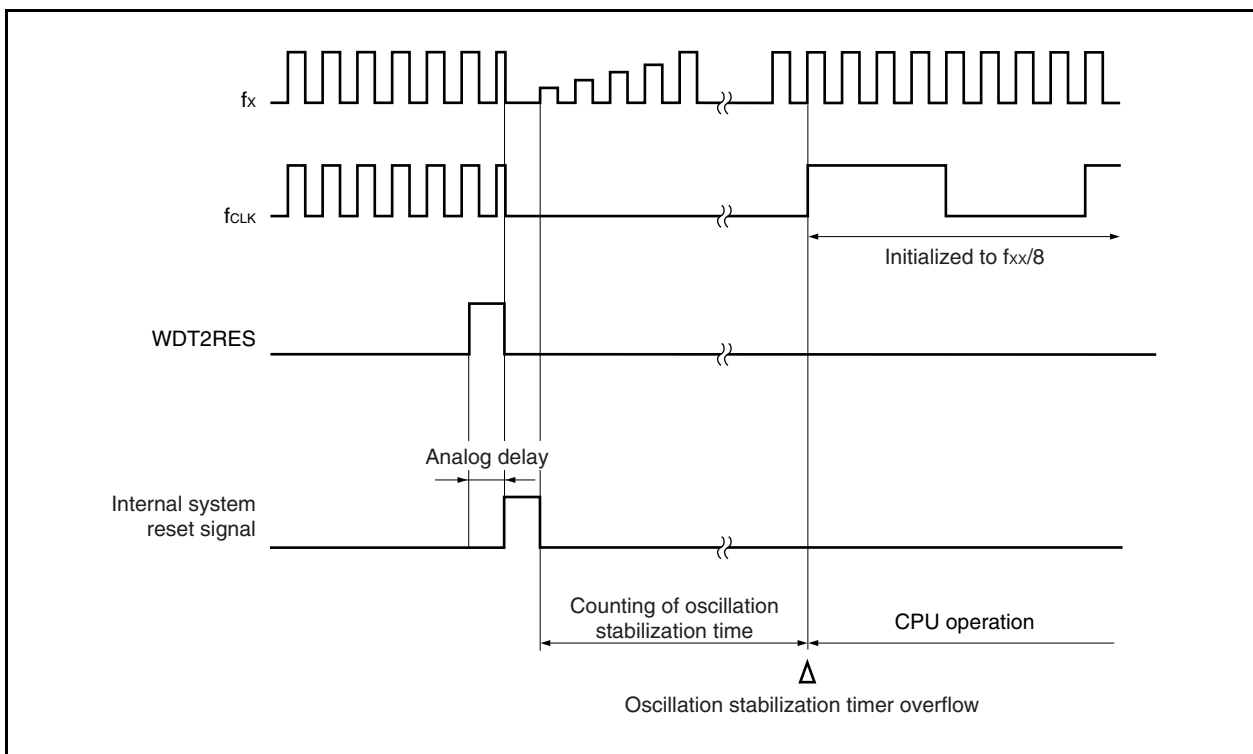 fX
fCLK
Initialized to fXX/8
WDT2RES
Analog delay
Internal system
reset signal
Counting of oscillation
stabilization time
CPU operation
Oscillation stabilization timer overflow